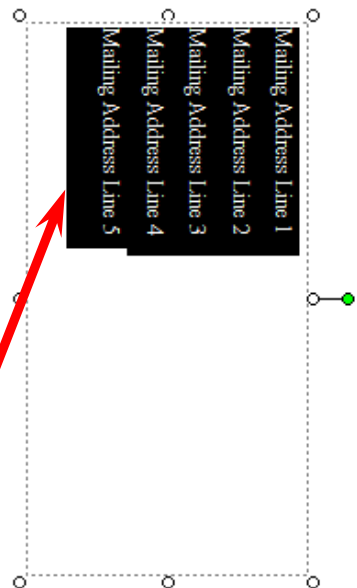 Mailing Address Line 1
Mailing Address Line 2
Mailing Address Line 3
Mailing Address Line 4
Mailing Address Line 5